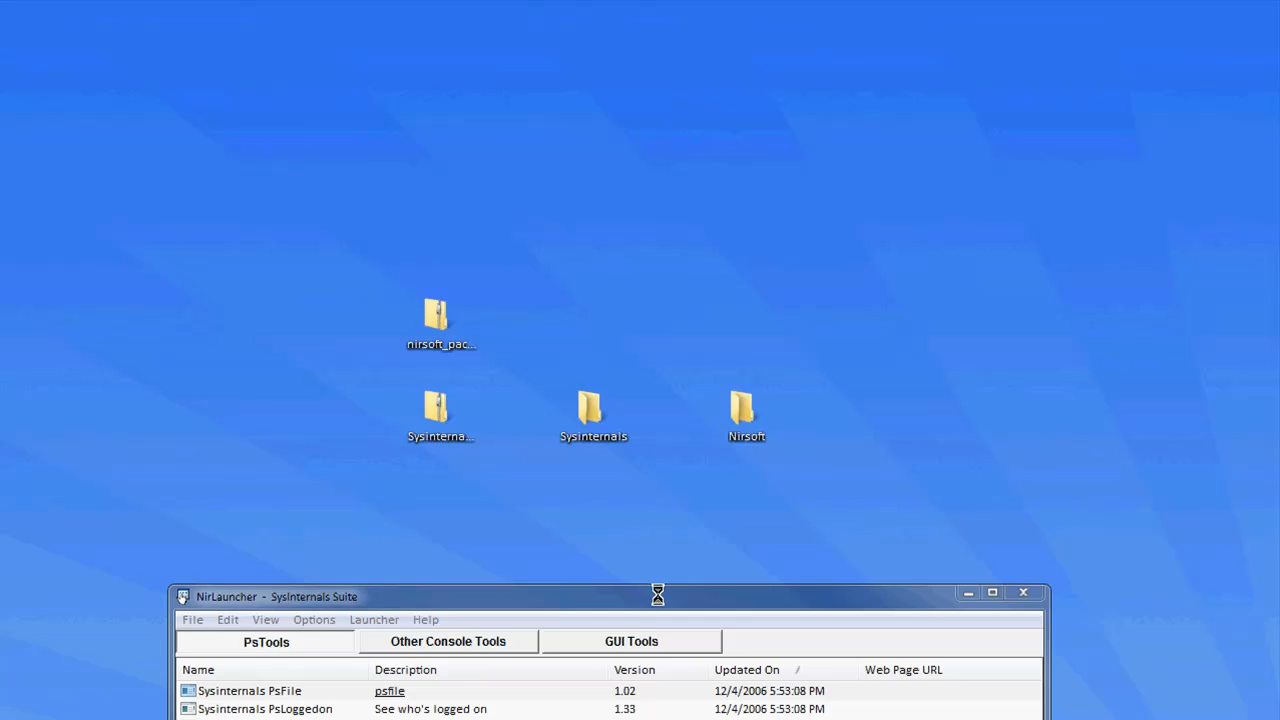 nirsoft_pac...
Sysinterna... Sysinternals Nirsoft
NirLauncher - SysInternals Suite
File Edit View Options Launcher Help
PsTools Other Console Tools GUI Tools
Name Description Version Updated On / Web Page URL
Sysinternals PsFile psfile 1.02 12/4/2006 5:53:08 PM
Sysinternals PsLoggedon See who's logged on 1.33 12/4/2006 5:53:08 PM